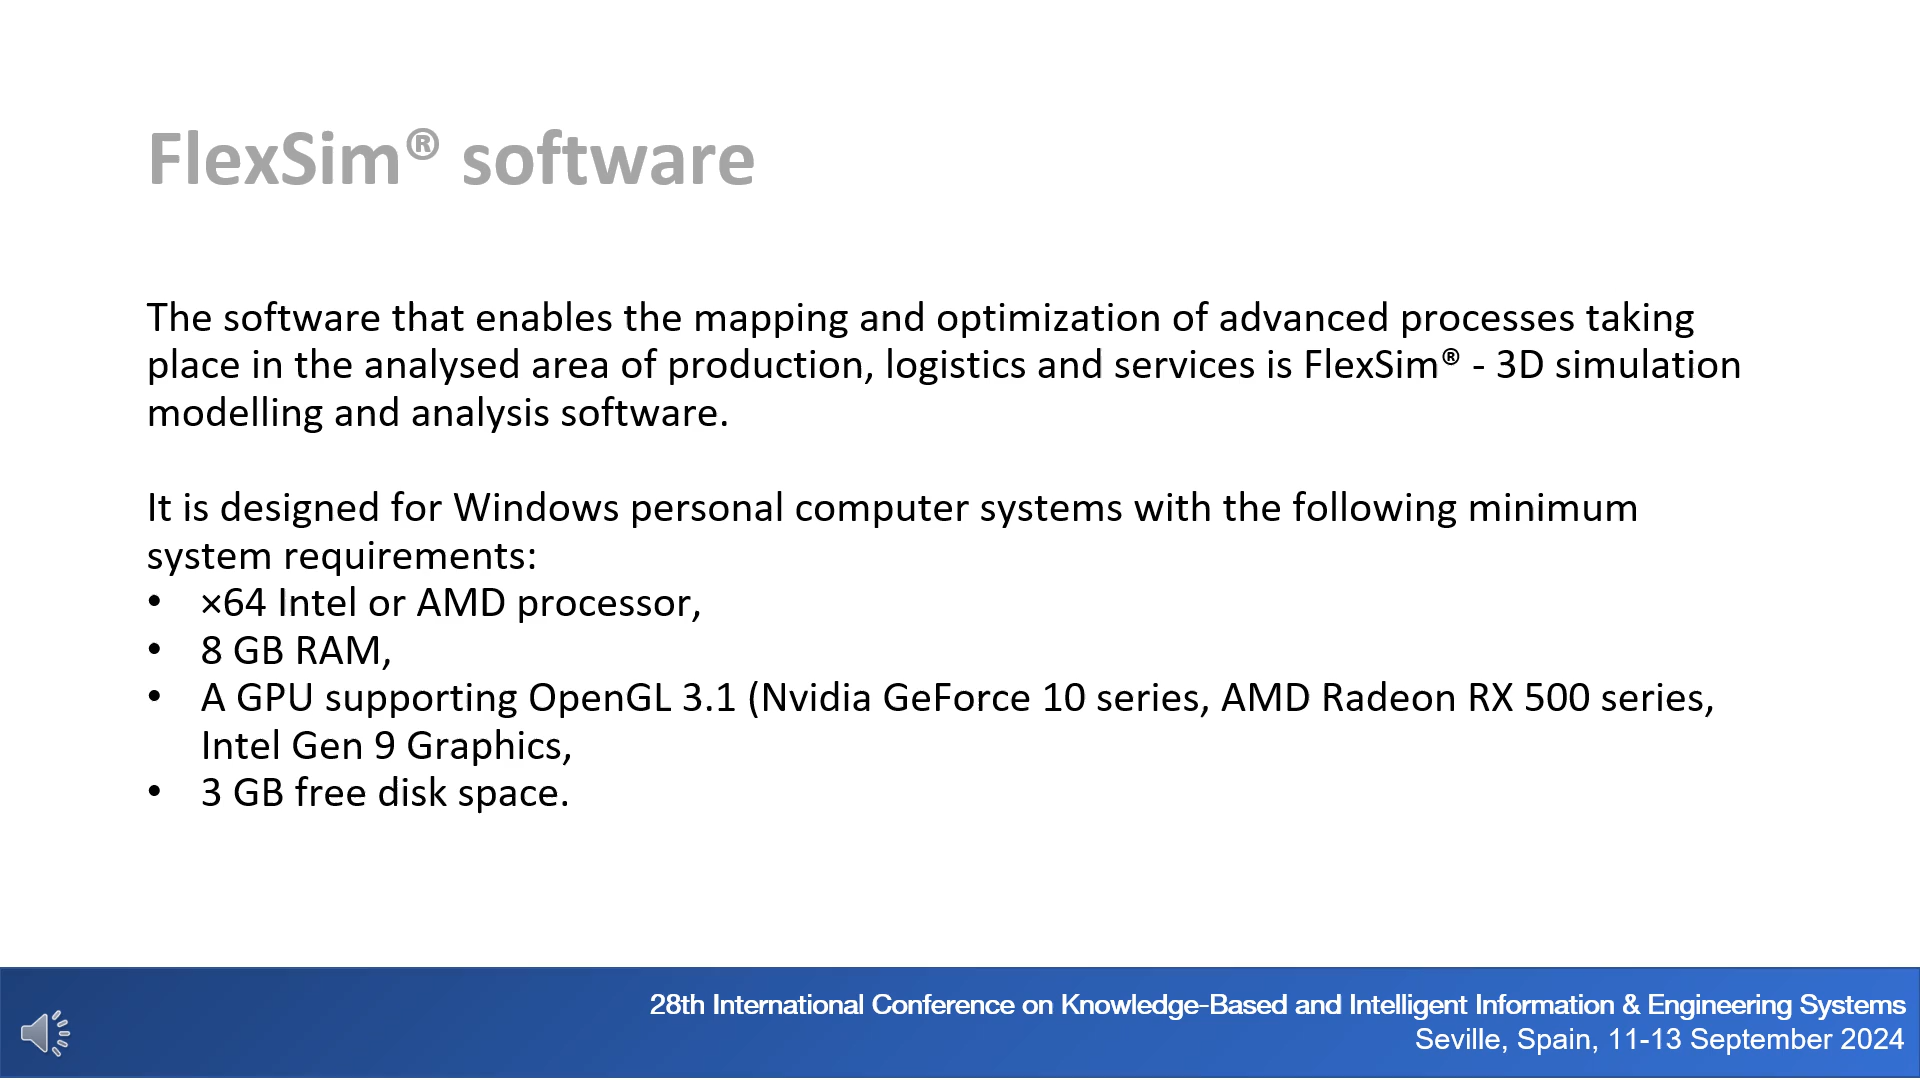 FlexSim® software
The software that enables the mapping and optimization of advanced processes taking
place in the analysed area of production, logistics and services is FlexSim® - 3D simulation
modelling and analysis software.
It is designed for Windows personal computer systems with the following minimum
system requirements:
• ×64 Intel or AMD processor,
• 8 GB RAM,
• A GPU supporting OpenGL 3.1 (Nvidia GeForce 10 series, AMD Radeon RX 500 series,
Intel Gen 9 Graphics,
• 3 GB free disk space.
28th International Conference on Knowledge-Based and Intelligent Information & Engineering Systems
Seville, Spain, 11-13 September 2024